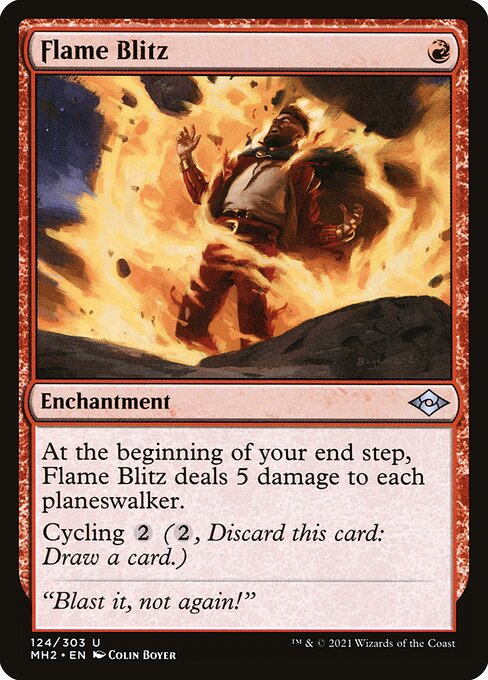 Flame Blitz
Enchantment
At the beginning of your end step,
Flame Blitz deals 5 damage to each
planeswalker.
Cycling 2 (2, Discard this card:
Draw a card.)
“Blast it, not again!”
124/303 U
MH2 • EN Colin Boyer
™ & © 2021 Wizards of the Coast